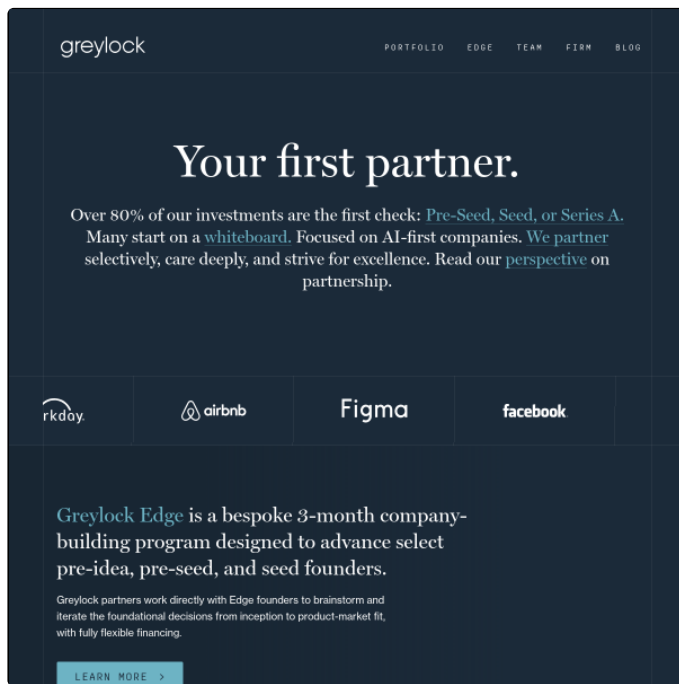 greylock
PORTFOLIO EDGE TEAM FIRM BLOG
Your first partner.
Over 80% of our investments are the first check: Pre-Seed, Seed, or Series A.
Many start on a whiteboard. Focused on AI-first companies. We partner
selectively, care deeply, and strive for excellence. Read our perspective on
partnership.
rkday.
airbnb
Figma
facebook
Greylock Edge is a bespoke 3-month company-
building program designed to advance select
pre-idea, pre-seed, and seed founders.
Greylock partners work directly with Edge founders to brainstorm and
iterate the foundational decisions from inception to product-market fit,
with fully flexible financing.
LEARN MORE >